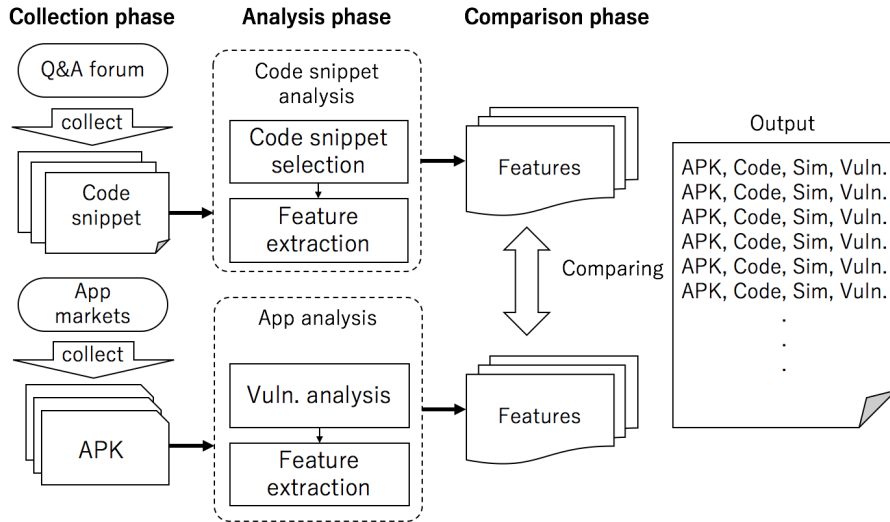 Collection phase
Analysis phase
Comparison phase
Q&A forum
collect
Code
snippet
Code snippet
analysis
Code snippet
selection
Feature
extraction
Features
App
markets
collect
APK
App analysis
Vuln. analysis
Feature
extraction
Features
Comparing
Output
APK, Code, Sim, Vuln.
APK, Code, Sim, Vuln.
APK, Code, Sim, Vuln.
APK, Code, Sim, Vuln.
APK, Code, Sim, Vuln.
APK, Code, Sim, Vuln.
.
.
.